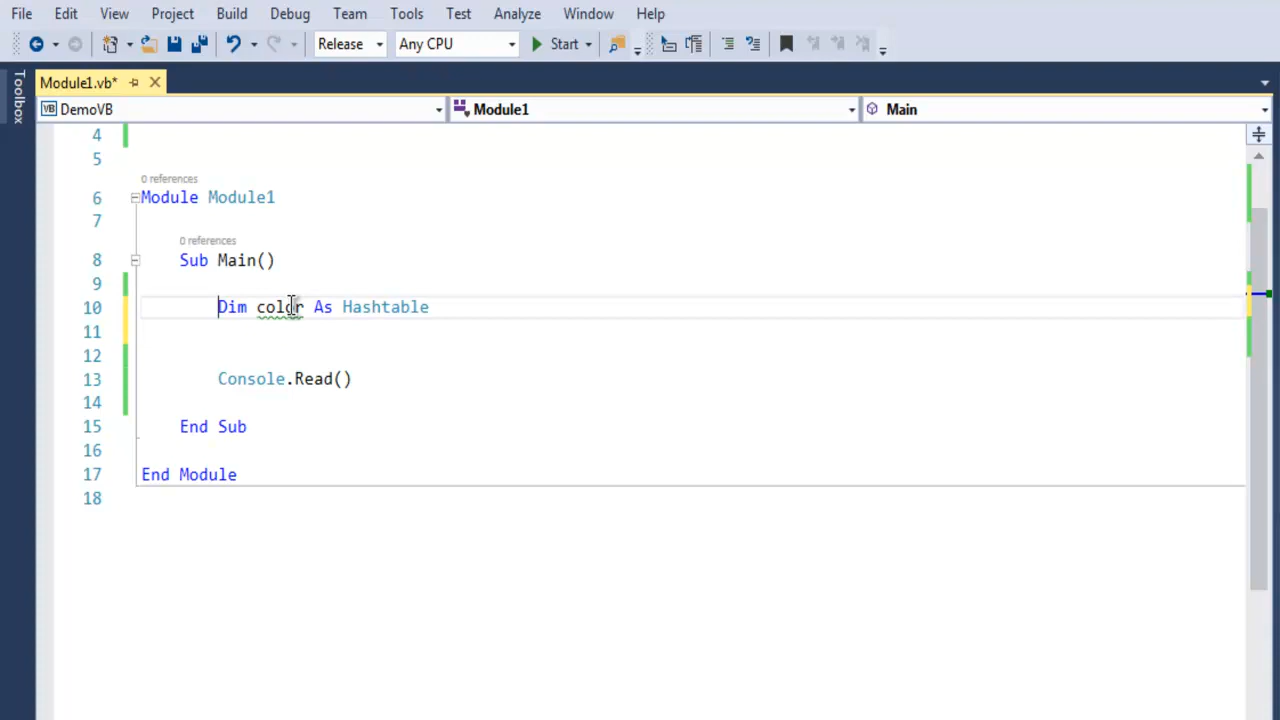 File Edit View Project Build Debug Team Tools Test Analyze Window Help
Release Any CPU Start
Toolbox
Module1.vb*
VB DemoVB Module1 Main
4
5
0 references
6 Module Module1
7
0 references
8 Sub Main()
9
10 Dim color As Hashtable
11
12
13 Console.Read()
14
15 End Sub
16
17 End Module
18